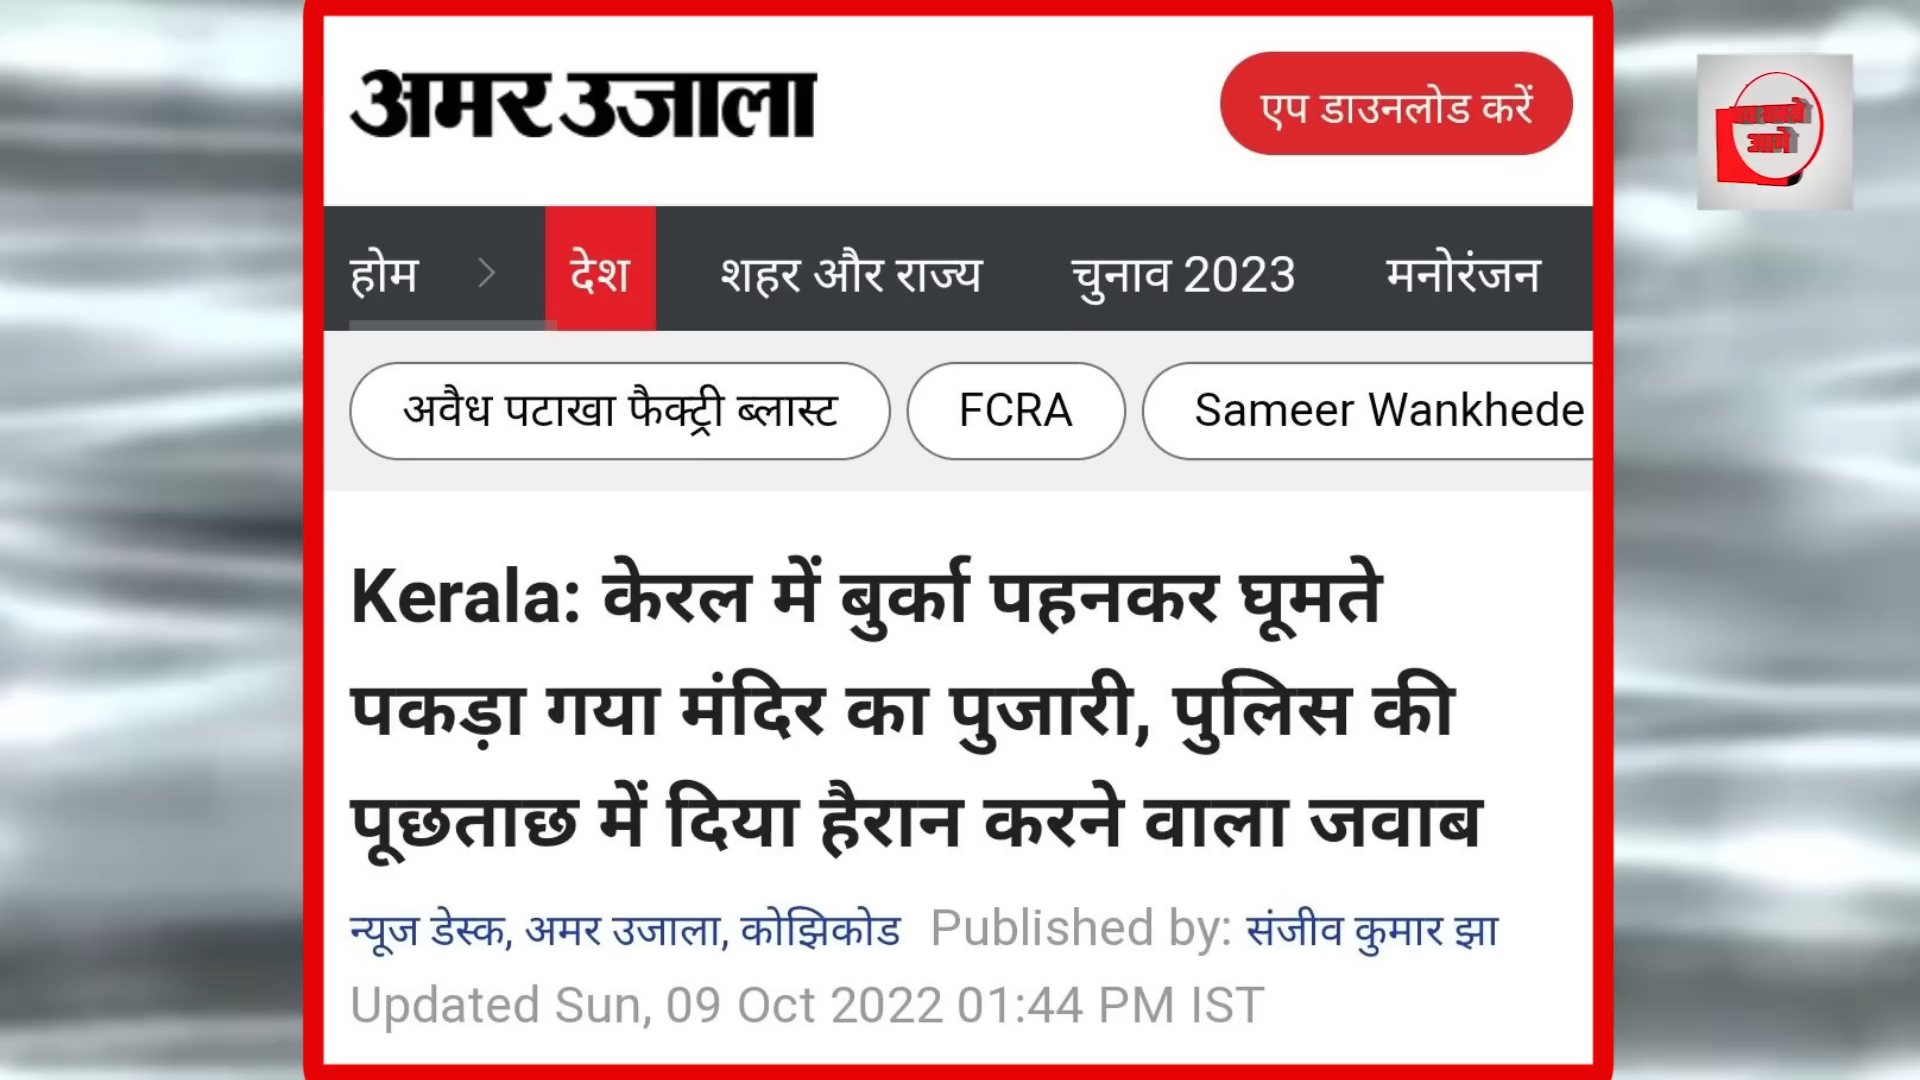 अमर उजाला
एप डाउनलोड करें
आगे
होम > देश शहर और राज्य चुनाव 2023 मनोरंजन
अवैध पटाखा फैक्ट्री ब्लास्ट FCRA Sameer Wankhede
Kerala: केरल में बुर्का पहनकर घूमते
पकड़ा गया मंदिर का पुजारी, पुलिस की
पूछताछ में दिया हैरान करने वाला जवाब
न्यूज डेस्क, अमर उजाला, कोझिकोड Published by: संजीव कुमार झा
Updated Sun, 09 Oct 2022 01:44 PM IST